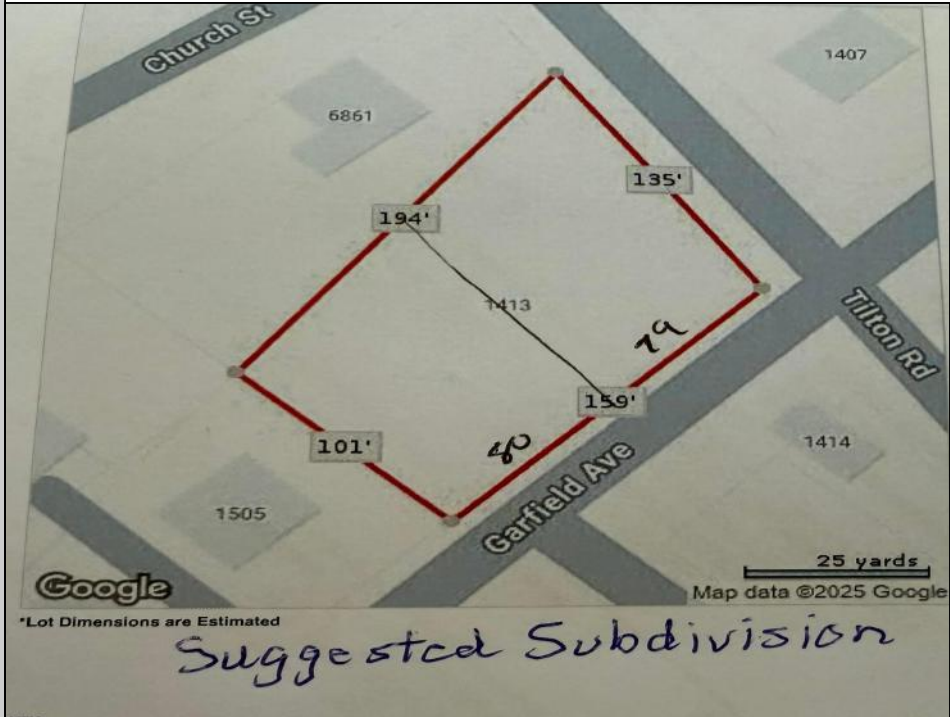 Church St
1407
6861
135'
194'
1413
Tilton Rd
79
159'
101'
80
1414
Garfield Ave
1505
25 yards
Google
Map data ©2025 Google
*Lot Dimensions are Estimated
Suggested Subdivision